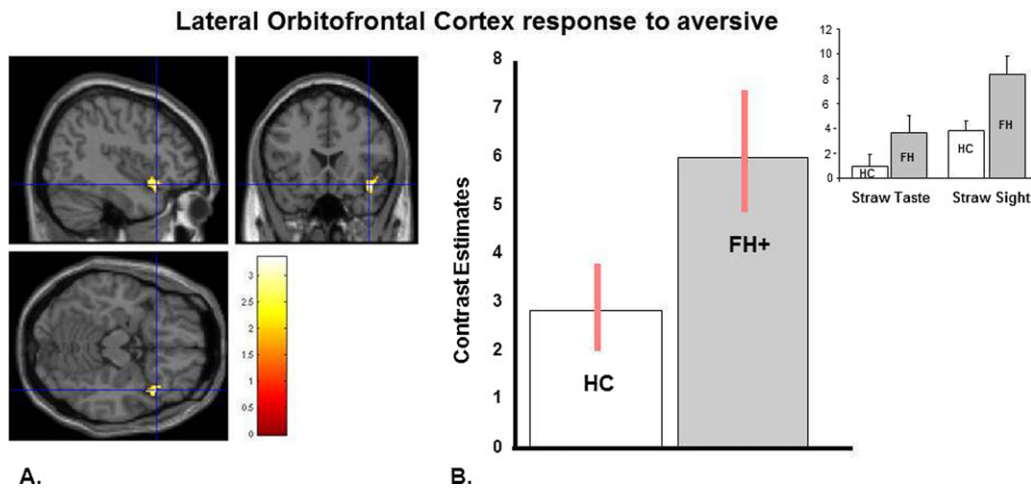 Lateral Orbitofrontal Cortex response to aversive
3
2.5
2
1.5
1
0.5
0
A.
Contrast Estimates
8
7
6
5
4
3
2
1
0
HC
FH+
B.
12
10
8
6
4
2
0
HC
FH
HC
FH
Straw Taste Straw Sight